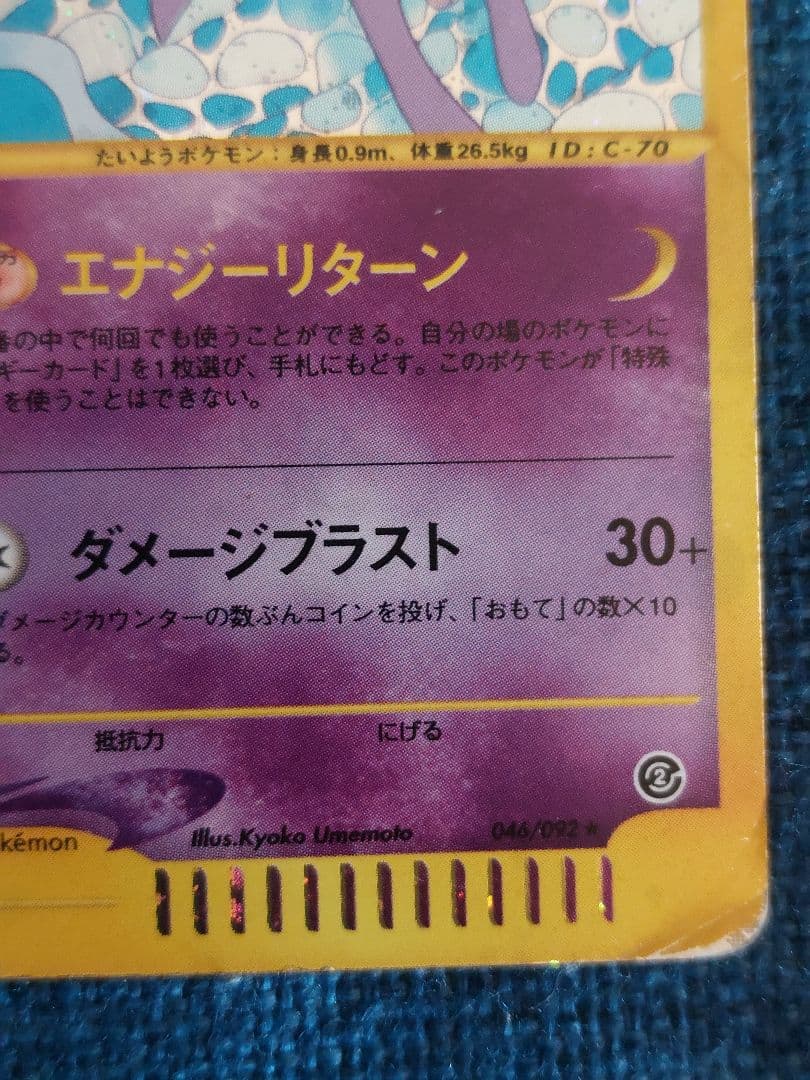 たいようポケモン：身長0.9m、体重26.5kg ID：C-70
エナジーリターン
番の中で何回でも使うことができる。自分の場のポケモンに
ギーカード」を1枚選び、手札にもどす。このポケモンが「特殊
を使うことはできない。
ダメージブラスト 30+
ダメージカウンターの数ぶんコインを投げ、「おもて」の数×10
る。
抵抗力 にげる
2
kémon Illus.Kyoko Umemoto 046/092 ★